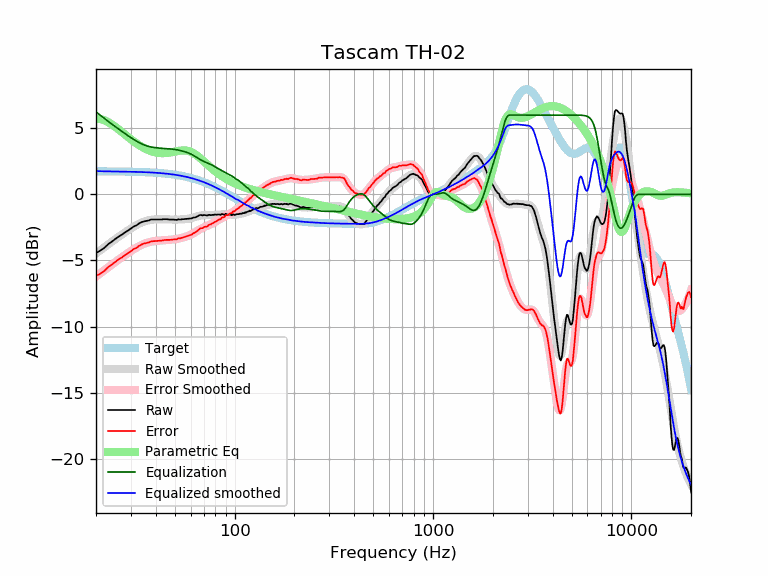 Tascam TH-02
Amplitude (dBr)
5
0
−5
−10
−15
−20
Target
Raw Smoothed
Error Smoothed
Raw
Error
Parametric Eq
Equalization
Equalized smoothed
100
1000
10000
Frequency (Hz)